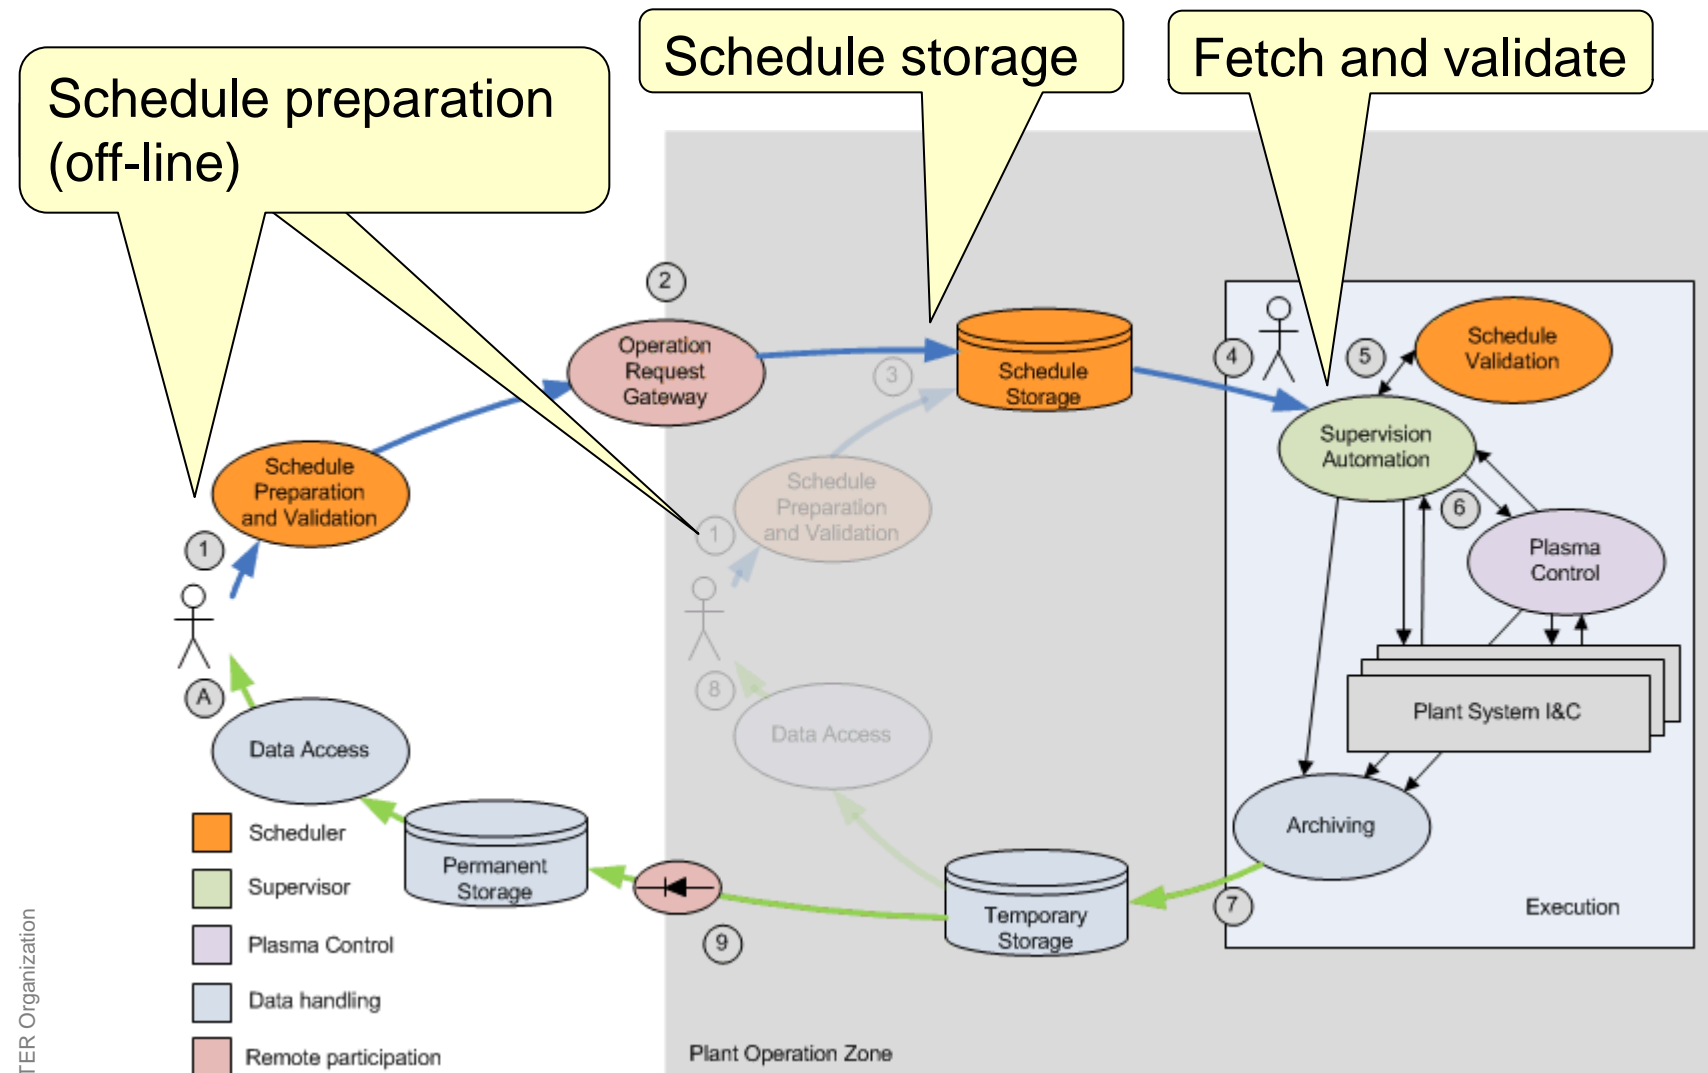 Schedule preparation
(off-line)
Schedule storage
Fetch and validate
2
Operation
Request
Gateway
3
Schedule
Storage
4
5
Schedule
Validation
Supervision
Automation
6
Plasma
Control
Schedule
Preparation
and Validation
1
Schedule
Preparation
and Validation
1
A
Data Access
8
Data Access
Plant System I&C
Archiving
Execution
7
Temporary
Storage
9
Permanent
Storage
Scheduler
Supervisor
Plasma Control
Data handling
Remote participation
Plant Operation Zone
TER Organization